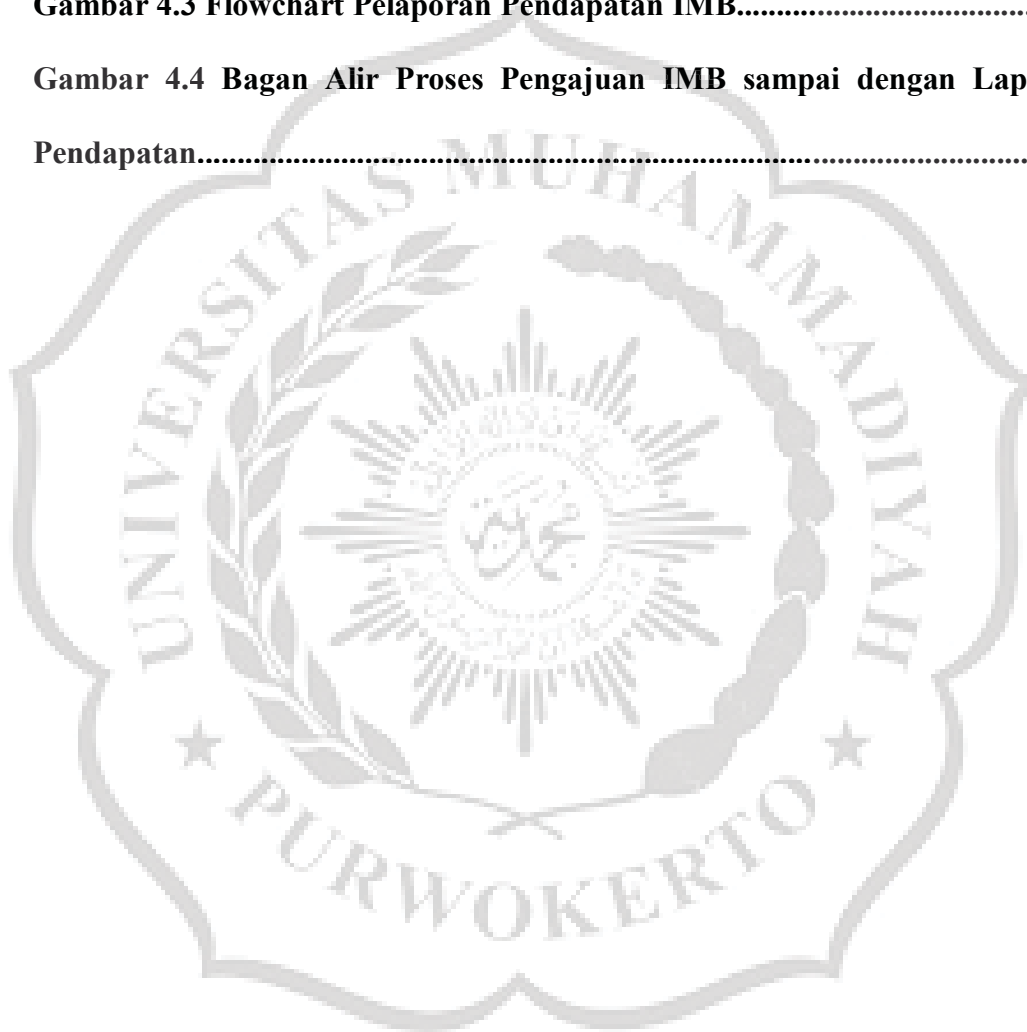 Gambar 4.3 Flowchart Pelaporan Pendapatan IMB..........................................
Gambar 4.4 Bagan Alir Proses Pengajuan IMB sampai dengan Lap
Pendapatan.........................................................................................................
UNIVERSITAS MUHAMMADIYAH
PURWOKERTO